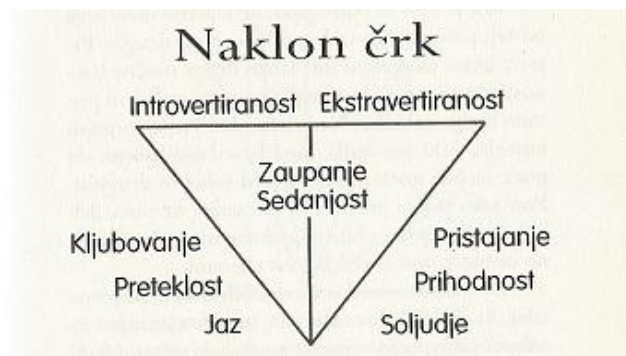 Naklon črk
Introvertiranost Ekstravertiranost
Zaupanje
Sedanjost
Kljubovanje Pristajanje
Preteklost Prihodnost
Jaz Soljudje